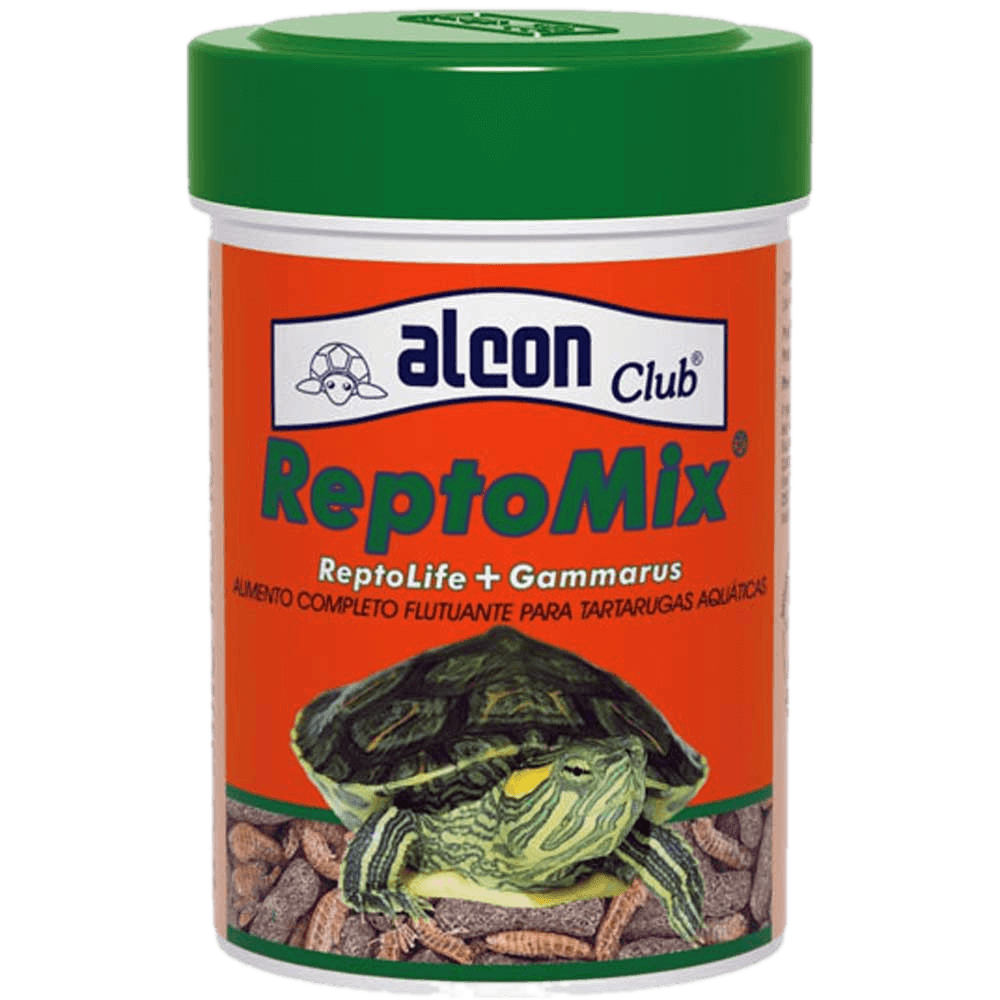 alcon Club®
ReptoMix®
ReptoLife + Gammarus
ALIMENTO COMPLETO FLUTUANTE PARA TARTARUGAS AQUÁTICAS